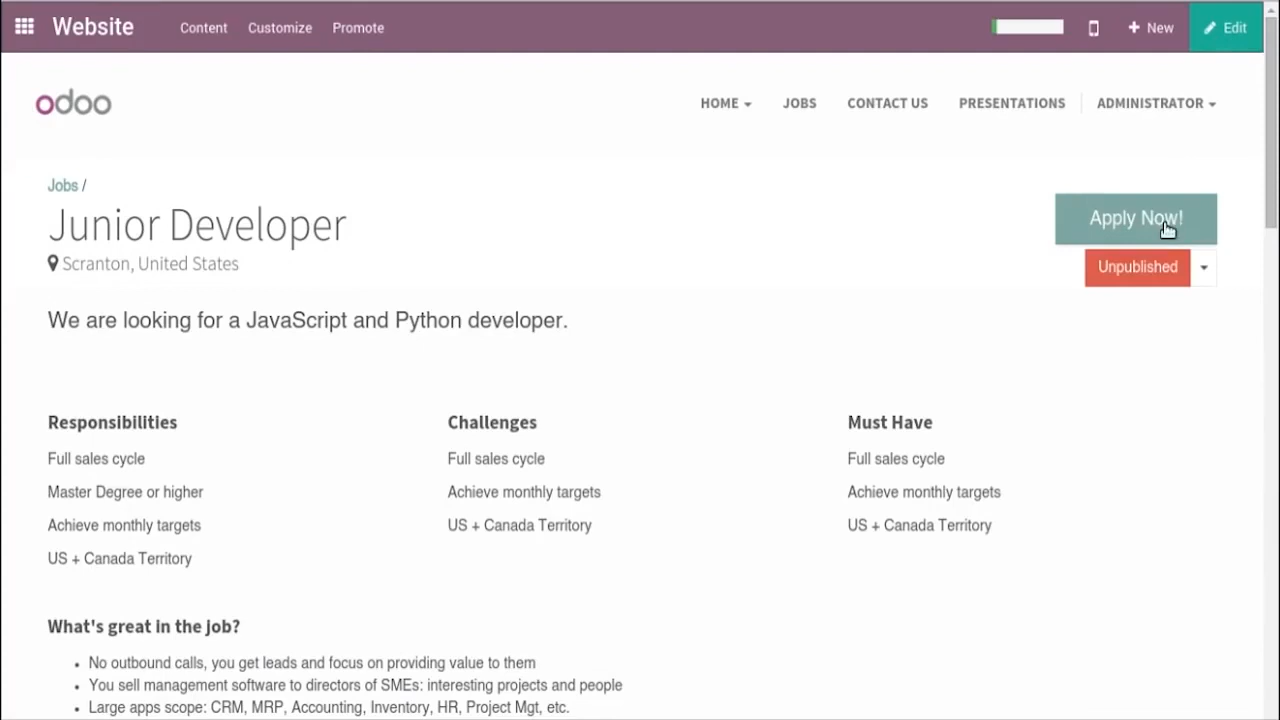 Website Content Customize Promote + New Edit
odoo HOME JOBS CONTACT US PRESENTATIONS ADMINISTRATOR
Jobs /
Junior Developer
Apply Now!
Scranton, United States
Unpublished
We are looking for a JavaScript and Python developer.
Responsibilities
Full sales cycle
Master Degree or higher
Achieve monthly targets
US + Canada Territory
Challenges
Full sales cycle
Achieve monthly targets
US + Canada Territory
Must Have
Full sales cycle
Achieve monthly targets
US + Canada Territory
What's great in the job?
• No outbound calls, you get leads and focus on providing value to them
• You sell management software to directors of SMEs: interesting projects and people
• Large apps scope: CRM, MRP, Accounting, Inventory, HR, Project Mgt, etc.